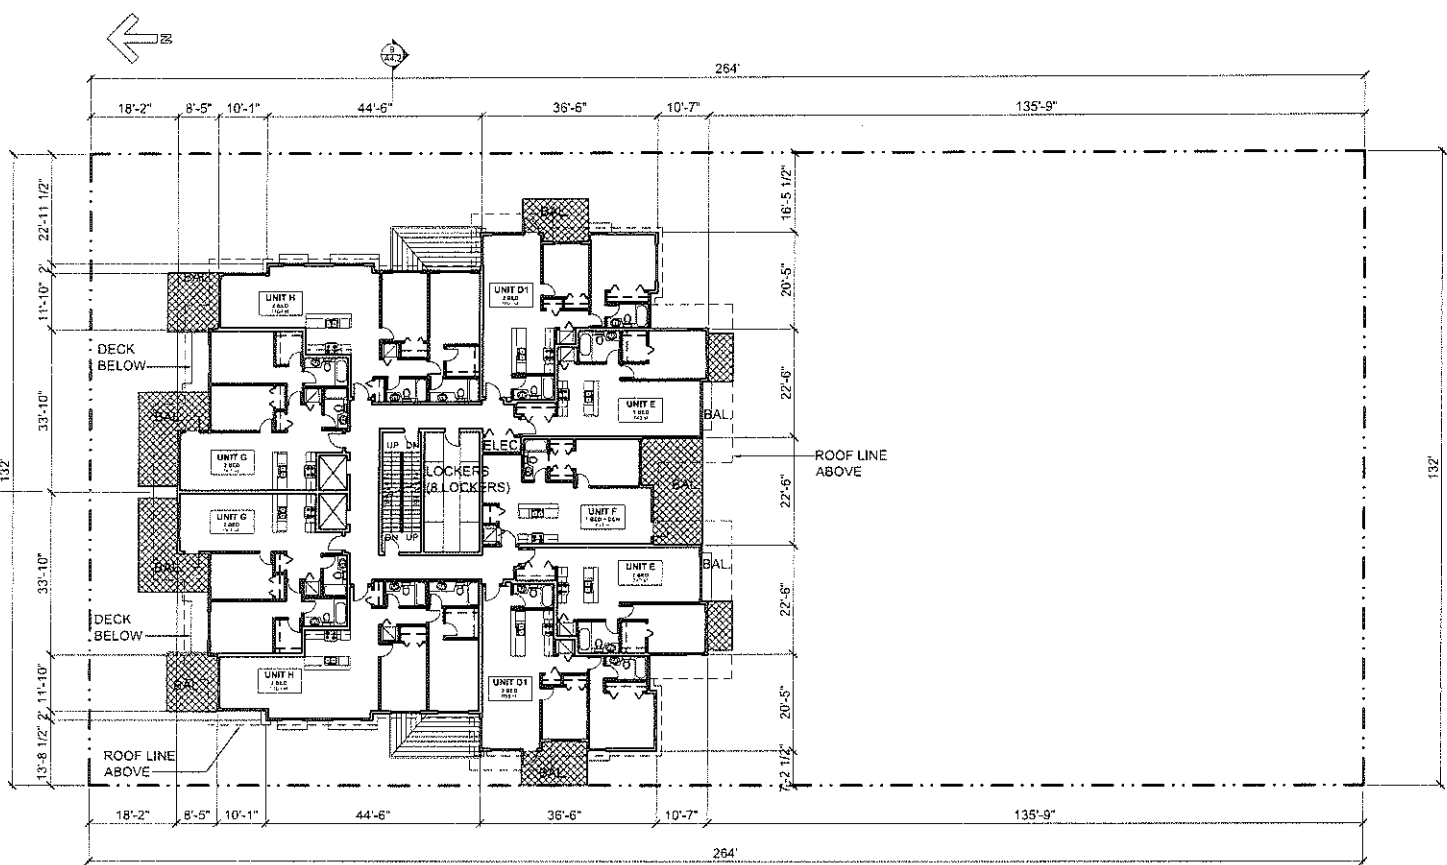 N
9
A4.2
264'
18'-2"
8'-5"
10'-1"
44'-6"
36'-6"
10'-7"
135'-9"
22'-11 1/2"
2'
11'-10"
33'-10"
33'-10"
11'-10"
2'
13'-8 1/2"
132'
16'-5 1/2"
20'-5"
22'-6"
22'-6"
22'-6"
20'-5"
7'-2 1/2"
132'
BAL.
BAL.
UNIT H
2 BED
UNIT D1
2 BED
DECK
BELOW
BAL.
UNIT E
1 BED
BAL.
UP DN
ELEC
UNIT G
2 BED
LOCKERS
(8 LOCKERS)
ROOF LINE
ABOVE
BAL.
UNIT G
2 BED
UNIT F
1 BED + DEN
DN UP
BAL.
UNIT E
1 BED
BAL.
DECK
BELOW
UNIT H
2 BED
UNIT D1
2 BED
BAL.
ROOF LINE
ABOVE
BAL.
18'-2"
8'-5"
10'-1"
44'-6"
36'-6"
10'-7"
135'-9"
264'